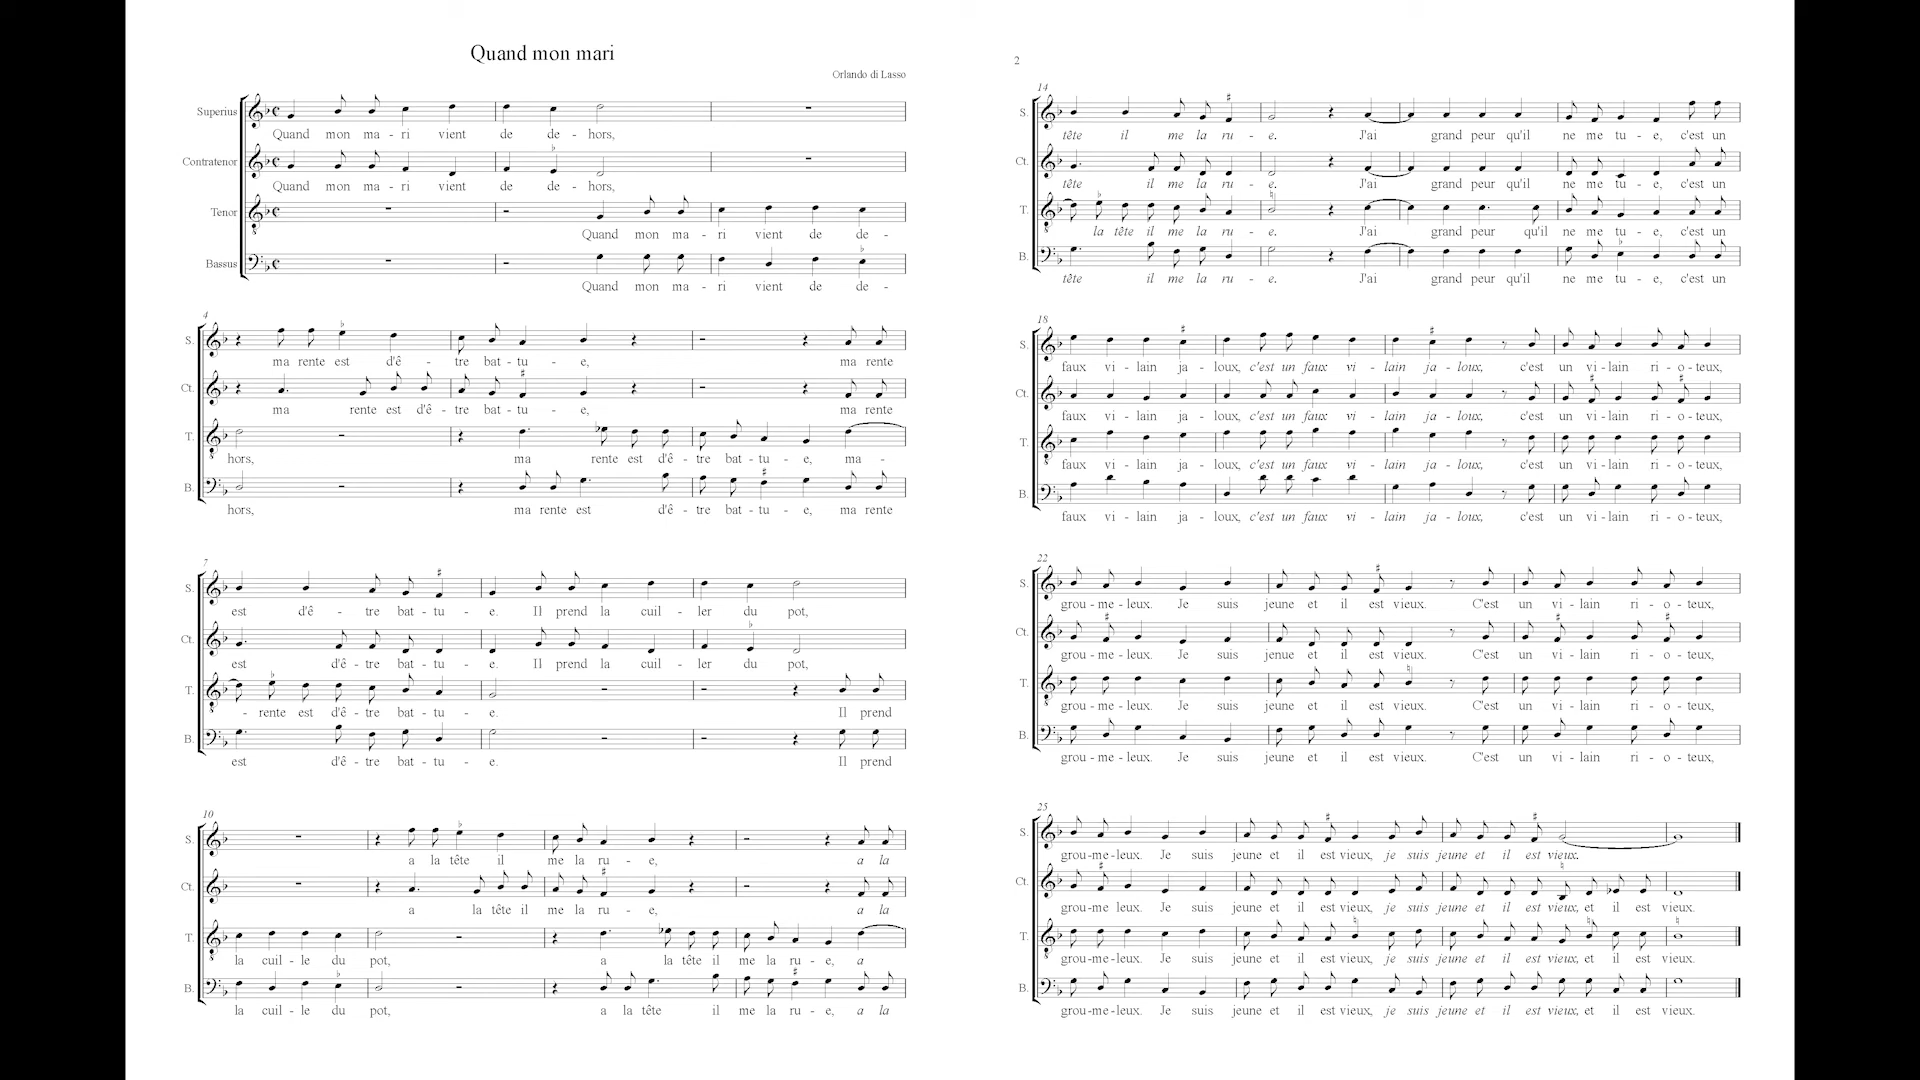 Quand mon mari
Orlando di Lasso
Superius
Quand mon ma - ri vient de de - hors,
Contratenor
Quand mon ma - ri vient de de - hors,
Tenor
Quand mon ma - ri vient de de -
Bassus
Quand mon ma - ri vient de de -
4
S.
ma rente est d'ê - tre bat - tu - e, ma rente
Ct.
ma rente est d'ê - tre bat - tu - e, ma rente
T.
hors, ma rente est d'ê - tre bat - tu - e, ma -
B.
hors, ma rente est d'ê - tre bat - tu - e, ma rente
7
S.
est d'ê - tre bat - tu - e. Il prend la cuil - ler du pot,
Ct.
est d'ê - tre bat - tu - e. Il prend la cuil - ler du pot,
T.
- rente est d'ê - tre bat - tu - e. Il prend
B.
est d'ê - tre bat - tu - e. Il prend
10
S.
a la tête il me la ru - e, a la
Ct.
a la tête il me la ru - e, a la
T.
la cuil - le du pot, a la tête il me la ru - e, a
B.
la cuil - le du pot, a la tête il me la ru - e, a la
2
14
S.
tête il me la ru - e. J'ai grand peur qu'il ne me tu - e, c'est un
Ct.
tête il me la ru - e. J'ai grand peur qu'il ne me tu - e, c'est un
T.
la tête il me la ru - e. J'ai grand peur qu'il ne me tu - e, c'est un
B.
tête il me la ru - e. J'ai grand peur qu'il ne me tu - e, c'est un
18
S.
faux vi - lain ja - loux, c'est un faux vi - lain ja - loux, c'est un vi - lain ri - o - teux,
Ct.
faux vi - lain ja - loux, c'est un faux vi - lain ja - loux, c'est un vi - lain ri - o - teux,
T.
faux vi - lain ja - loux, c'est un faux vi - lain ja - loux, c'est un vi - lain ri - o - teux,
B.
faux vi - lain ja - loux, c'est un faux vi - lain ja - loux, c'est un vi - lain ri - o - teux,
22
S.
grou - me - leux. Je suis jeune et il est vieux. C'est un vi - lain ri - o - teux,
Ct.
grou - me - leux. Je suis jenue et il est vieux. C'est un vi - lain ri - o - teux,
T.
grou - me - leux. Je suis jeune et il est vieux. C'est un vi - lain ri - o - teux,
B.
grou - me - leux. Je suis jeune et il est vieux. C'est un vi - lain ri - o - teux,
25
S.
grou-me-leux. Je suis jeune et il est vieux, je suis jeune et il est vieux.
Ct.
grou-me leux. Je suis jeune et il est vieux, je suis jeune et il est vieux, et il est vieux.
T.
grou-me-leux. Je suis jeune et il est vieux, je suis jeune et il est vieux, et il est vieux.
B.
grou-me-leux. Je suis jeune et il est vieux, je suis jeune et il est vieux, et il est vieux.